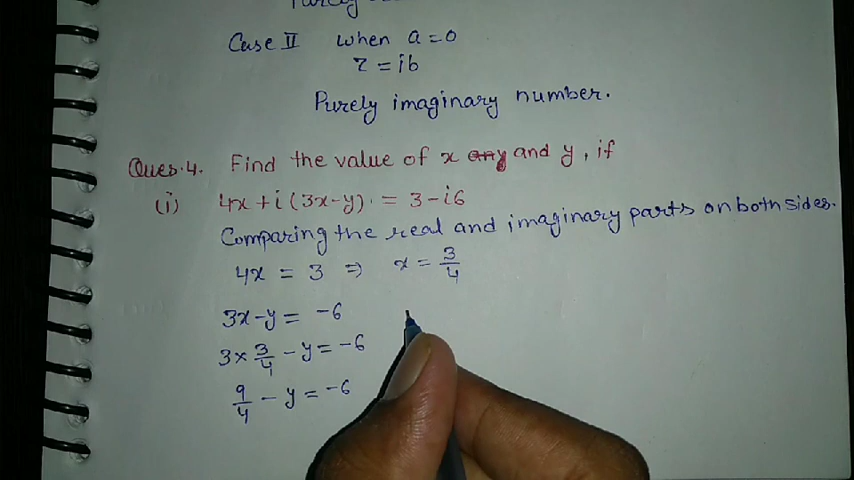 Case II when a=0
z = ib
Purely imaginary number.
Ques.4. Find the value of x and y, if
(i) 4x + i(3x-y) = 3 - i6
Comparing the real and imaginary parts on both sides.
4x = 3 ⇒ x = 3/4
3x-y = -6
3 × 3/4 - y = -6
9/4 - y = -6